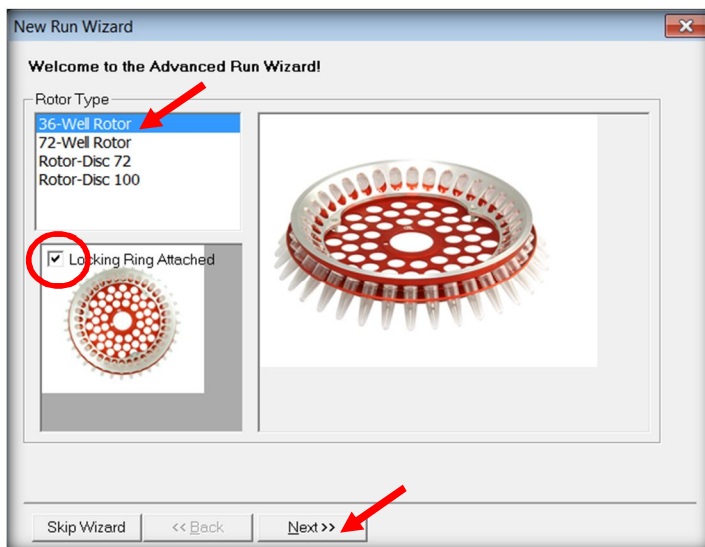 New Run Wizard
Welcome to the Advanced Run Wizard!
Rotor Type
36-Well Rotor
72-Well Rotor
Rotor-Disc 72
Rotor-Disc 100
Locking Ring Attached
Skip Wizard
<< Back
Next >>